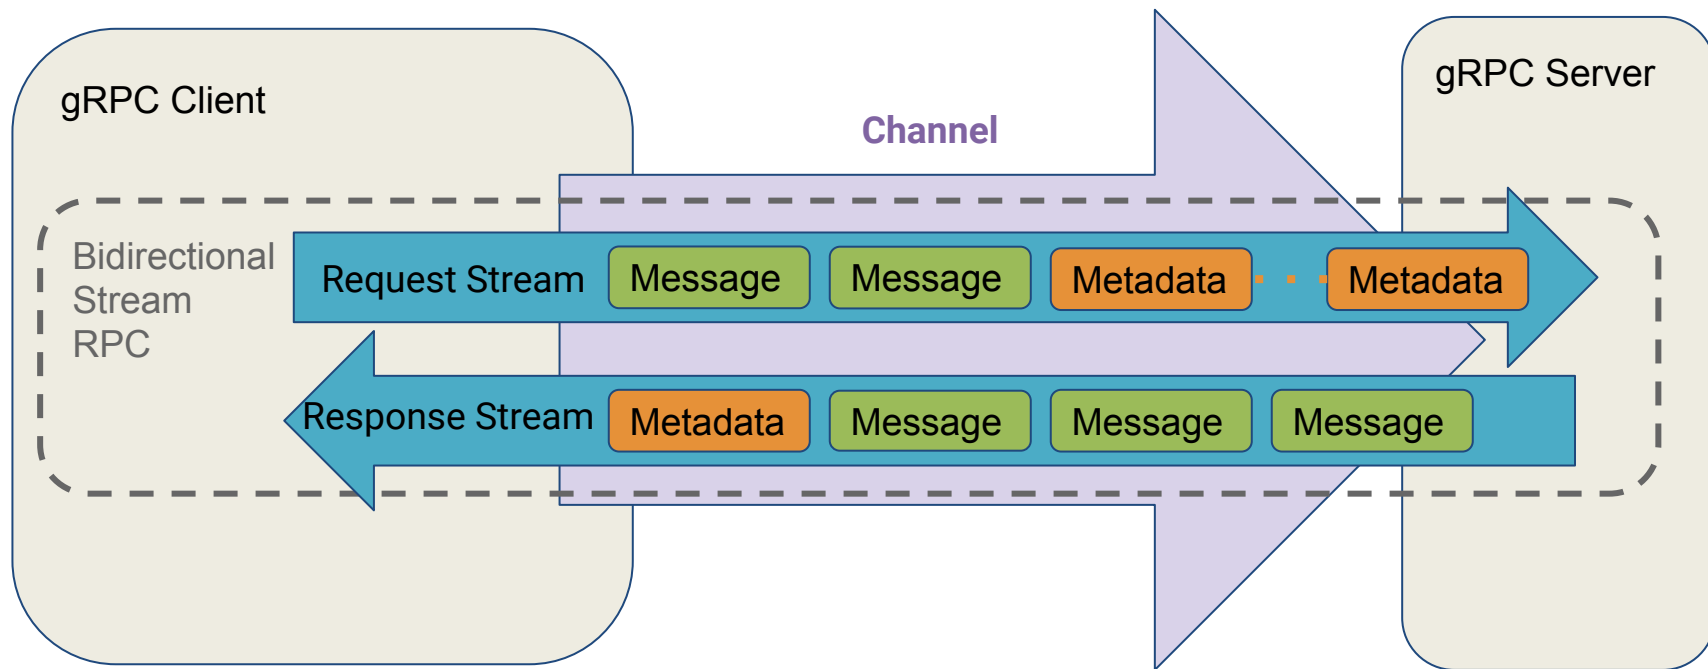 gRPC Client
gRPC Server
Channel
Bidirectional
Stream
RPC
Request Stream
Message
Message
Metadata
Metadata
Response Stream
Metadata
Message
Message
Message